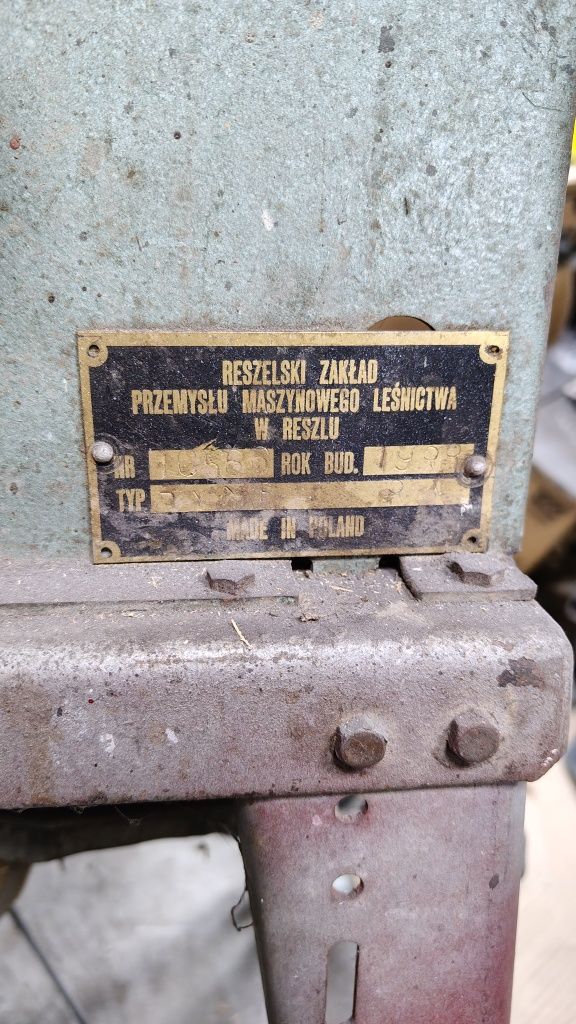 RESZELSKI ZAKŁAD
PRZEMYSŁU MASZYNOWEGO LEŚNICTWA
W RESZLU
NR ROK BUD.
TYP
MADE IN POLAND